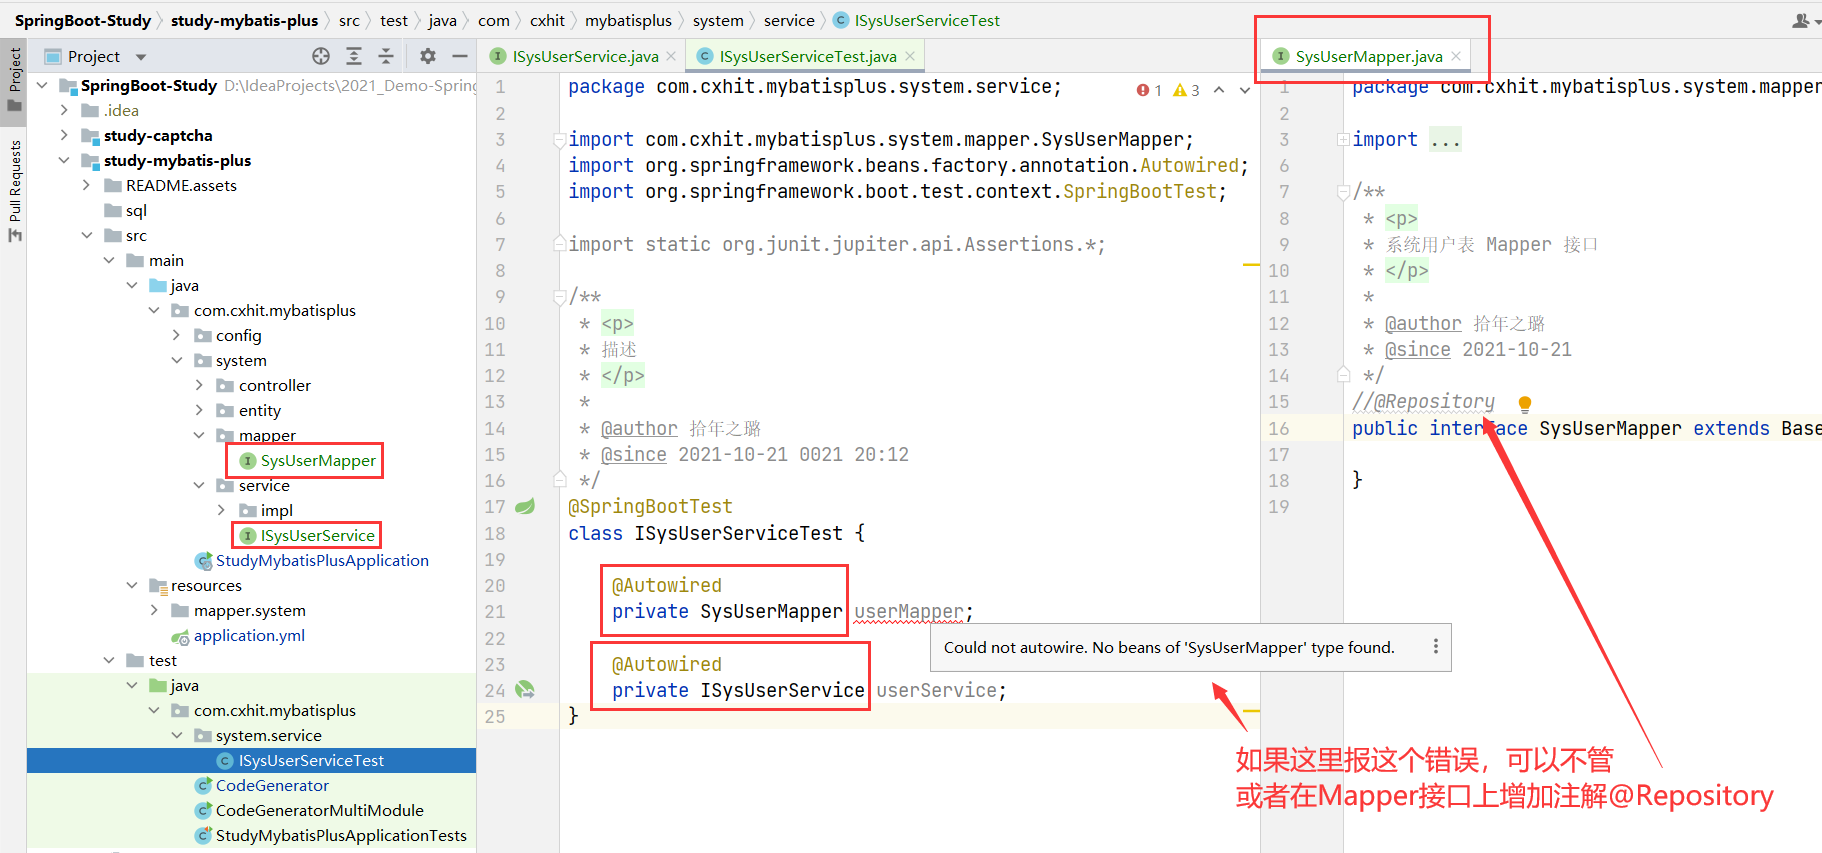 SpringBoot-Study › study-mybatis-plus › src › test › java › com › cxhit › mybatisplus › system › service › ISysUserServiceTest
Project
Pull Requests
Project
SpringBoot-Study D:\IdeaProjects\2021_Demo-Spring
.idea
study-captcha
study-mybatis-plus
README.assets
sql
src
main
java
com.cxhit.mybatisplus
config
system
controller
entity
mapper
SysUserMapper
service
impl
ISysUserService
StudyMybatisPlusApplication
resources
mapper.system
application.yml
test
java
com.cxhit.mybatisplus
system.service
ISysUserServiceTest
CodeGenerator
CodeGeneratorMultiModule
StudyMybatisPlusApplicationTests
ISysUserService.java × ISysUserServiceTest.java ×
1 package com.cxhit.mybatisplus.system.service; 1 3
2
3 import com.cxhit.mybatisplus.system.mapper.SysUserMapper;
4 import org.springframework.beans.factory.annotation.Autowired;
5 import org.springframework.boot.test.context.SpringBootTest;
6
7 import static org.junit.jupiter.api.Assertions.*;
8
9 /**
10 * <p>
11 * 描述
12 * </p>
13 *
14 * @author 拾年之璐
15 * @since 2021-10-21 0021 20:12
16 */
17 @SpringBootTest
18 class ISysUserServiceTest {
19
20 @Autowired
21 private SysUserMapper userMapper;
22
23 @Autowired
24 private ISysUserService userService;
25 }
Could not autowire. No beans of 'SysUserMapper' type found.
SysUserMapper.java ×
1 package com.cxhit.mybatisplus.system.mapper
2
3 import ...
6
7 /**
8 * <p>
9 * 系统用户表 Mapper 接口
10 * </p>
11 *
12 * @author 拾年之璐
13 * @since 2021-10-21
14 */
15 //@Repository
16 public interface SysUserMapper extends Base
17
18 }
19
如果这里报这个错误，可以不管
或者在Mapper接口上增加注解@Repository